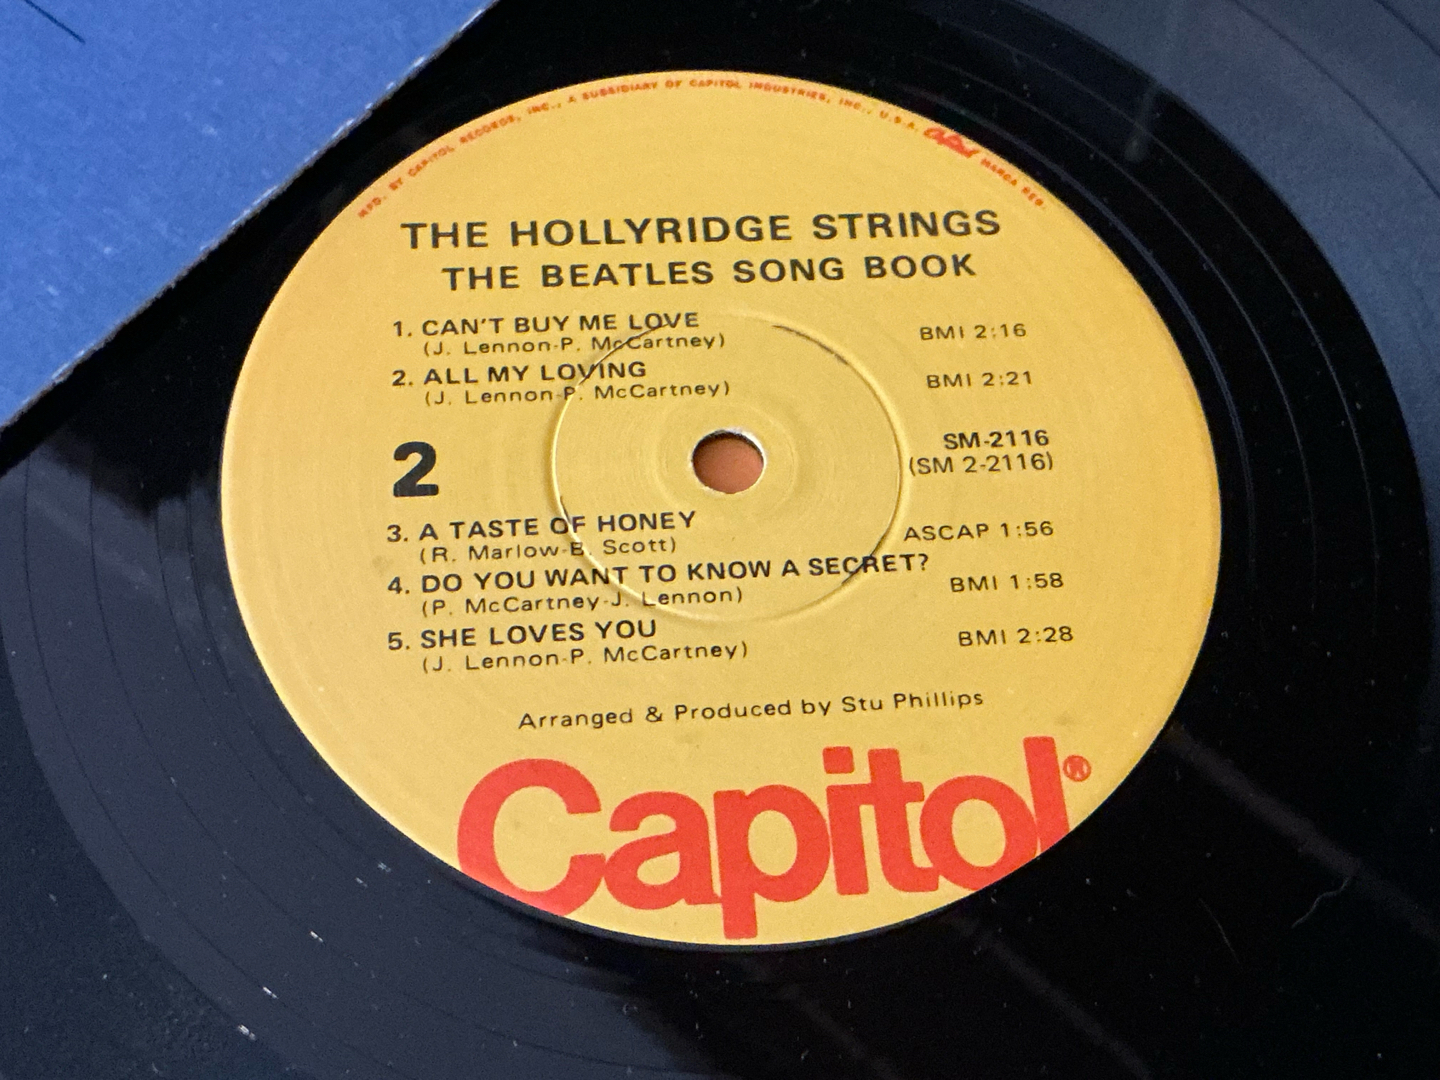 MFD. BY CAPITOL RECORDS, INC., A SUBSIDIARY OF CAPITOL INDUSTRIES, INC., U.S.A. Capitol MARCA REG.
THE HOLLYRIDGE STRINGS
THE BEATLES SONG BOOK
1. CAN'T BUY ME LOVE BMI 2:16
(J. Lennon-P. McCartney)
2. ALL MY LOVING BMI 2:21
(J. Lennon-P. McCartney)
2 SM-2116
(SM 2-2116)
3. A TASTE OF HONEY ASCAP 1:56
(R. Marlow-B. Scott)
4. DO YOU WANT TO KNOW A SECRET? BMI 1:58
(P. McCartney-J. Lennon)
5. SHE LOVES YOU BMI 2:28
(J. Lennon-P. McCartney)
Arranged & Produced by Stu Phillips
Capitol®